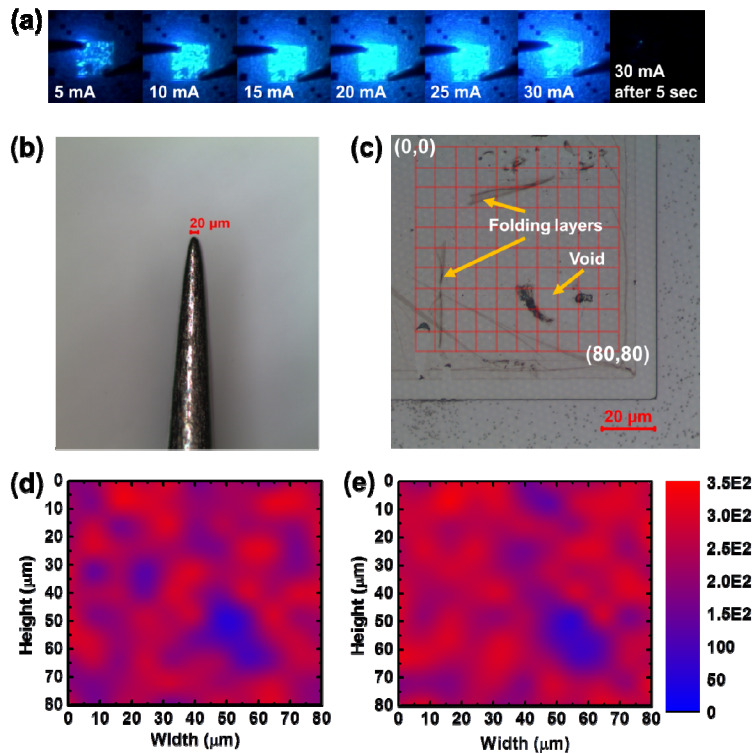 (a)
5 mA
10 mA
15 mA
20 mA
25 mA
30 mA
30 mA
after 5 sec
(b)
20 µm
(c)
(0,0)
Folding layers
Void
(80,80)
20 µm
(d)
0
10
20
30
40
50
60
70
80
Height (µm)
0 10 20 30 40 50 60 70 80
Width (µm)
(e)
0
10
20
30
40
50
60
70
80
Height (µm)
0 10 20 30 40 50 60 70 80
Width (µm)
3.5E2
3.0E2
2.5E2
2.0E2
1.5E2
100
50
0